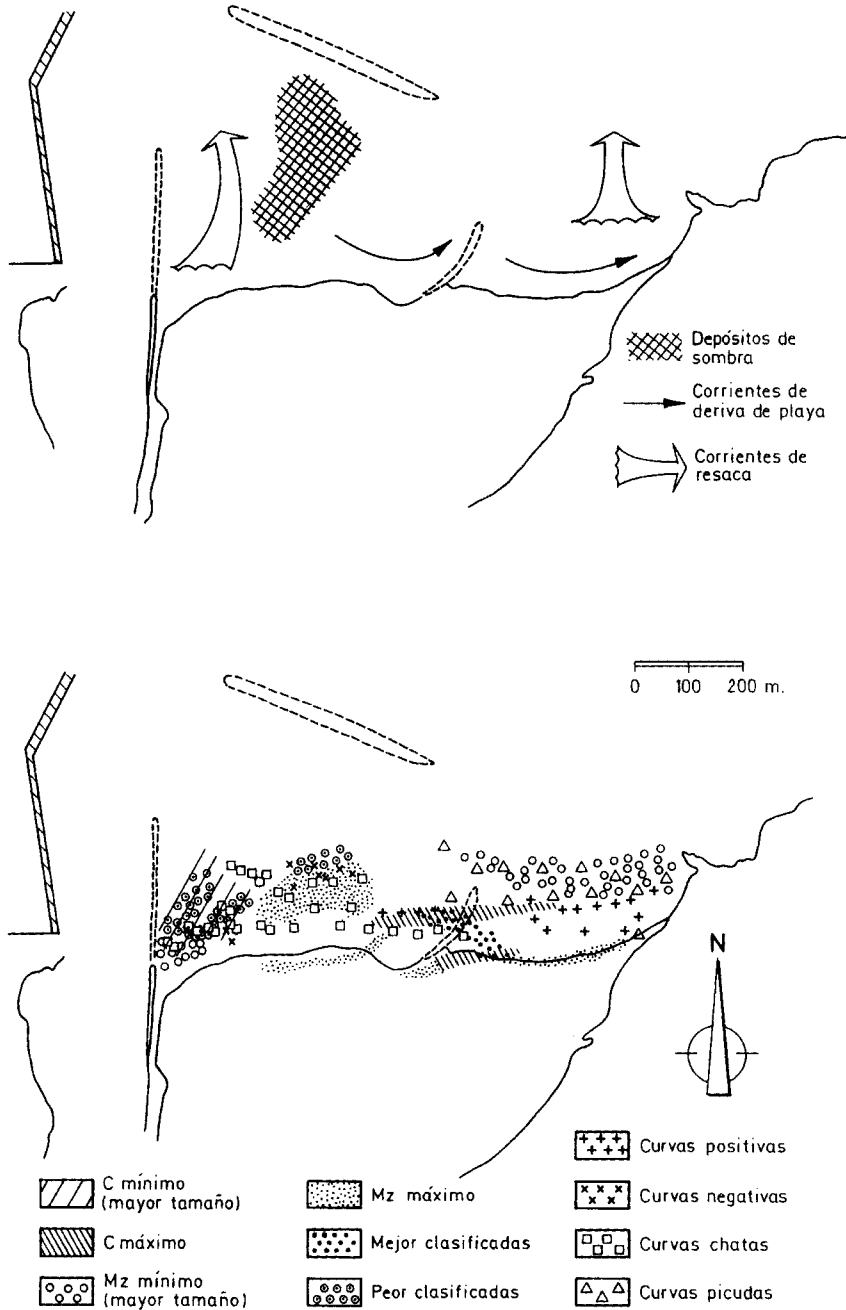 Depósitos de
sombra
Corrientes de
deriva de playa
Corrientes de
resaca
0 100 200 m.
N
Curvas positivas
C mínimo
(mayor tamaño)
Mz máximo
Curvas negativas
C máximo
Mejor clasificadas
Curvas chatas
Mz mínimo
(mayor tamaño)
Peor clasificadas
Curvas picudas